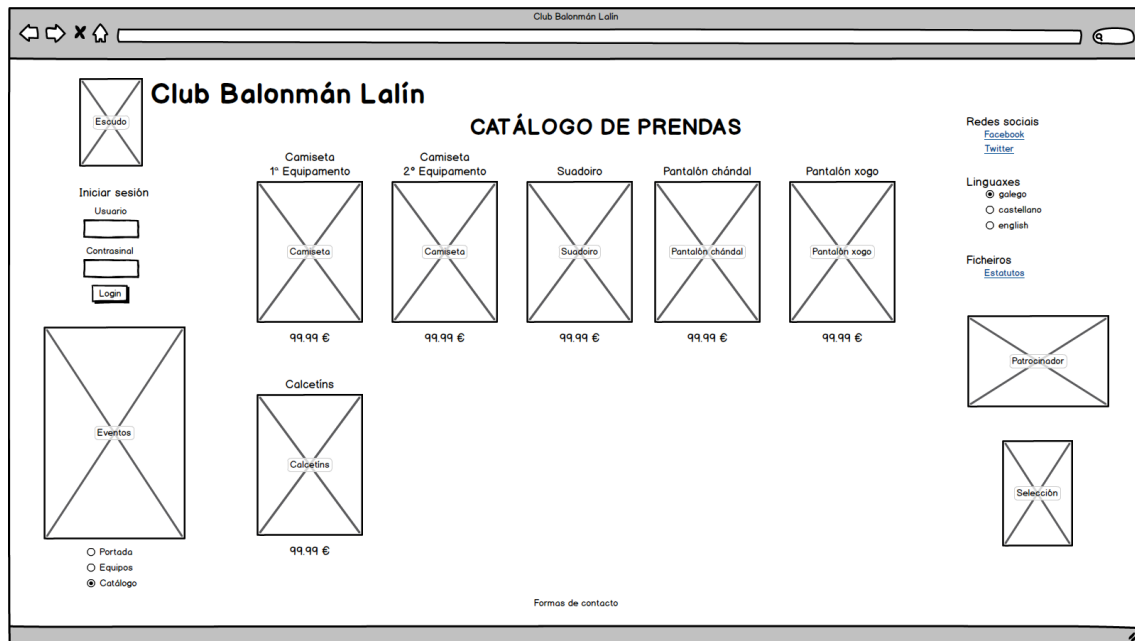 Club Balonmán Lalín
Club Balonmán Lalín
Escudo
Iniciar sesión
Usuario
Contrasinal
Login
Eventos
Portada
Equipos
Catálogo
CATÁLOGO DE PRENDAS
Camiseta
1ª Equipamento
Camiseta
99.99 €
Camiseta
2º Equipamento
Camiseta
99.99 €
Suadoiro
Suadoiro
99.99 €
Pantalón chándal
Pantalón chándal
99.99 €
Pantalón xogo
Pantalón xogo
99.99 €
Calcetíns
Calcetíns
99.99 €
Redes sociais
Facebook
Twitter
Linguaxes
galego
castellano
english
Ficheiros
Estatutos
Patrocinador
Selección
Formas de contacto